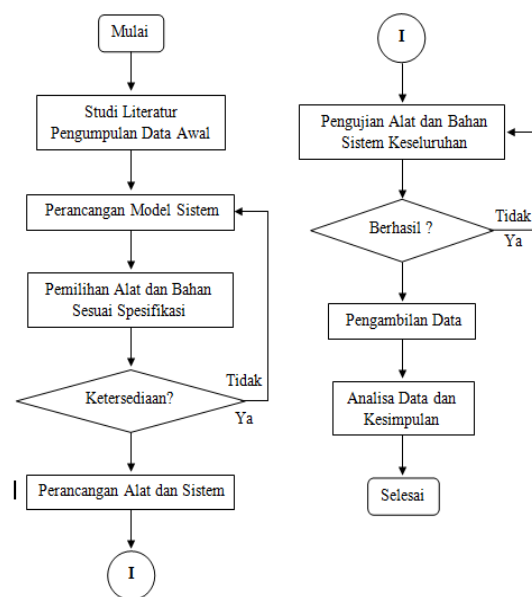 Mulai
Studi Literatur
Pengumpulan Data Awal
Perancangan Model Sistem
Pemilihan Alat dan Bahan
Sesuai Spesifikasi
Ketersediaan?
Tidak
Ya
Perancangan Alat dan Sistem
I
I
Pengujian Alat dan Bahan
Sistem Keseluruhan
Berhasil ?
Tidak
Ya
Pengambilan Data
Analisa Data dan
Kesimpulan
Selesai